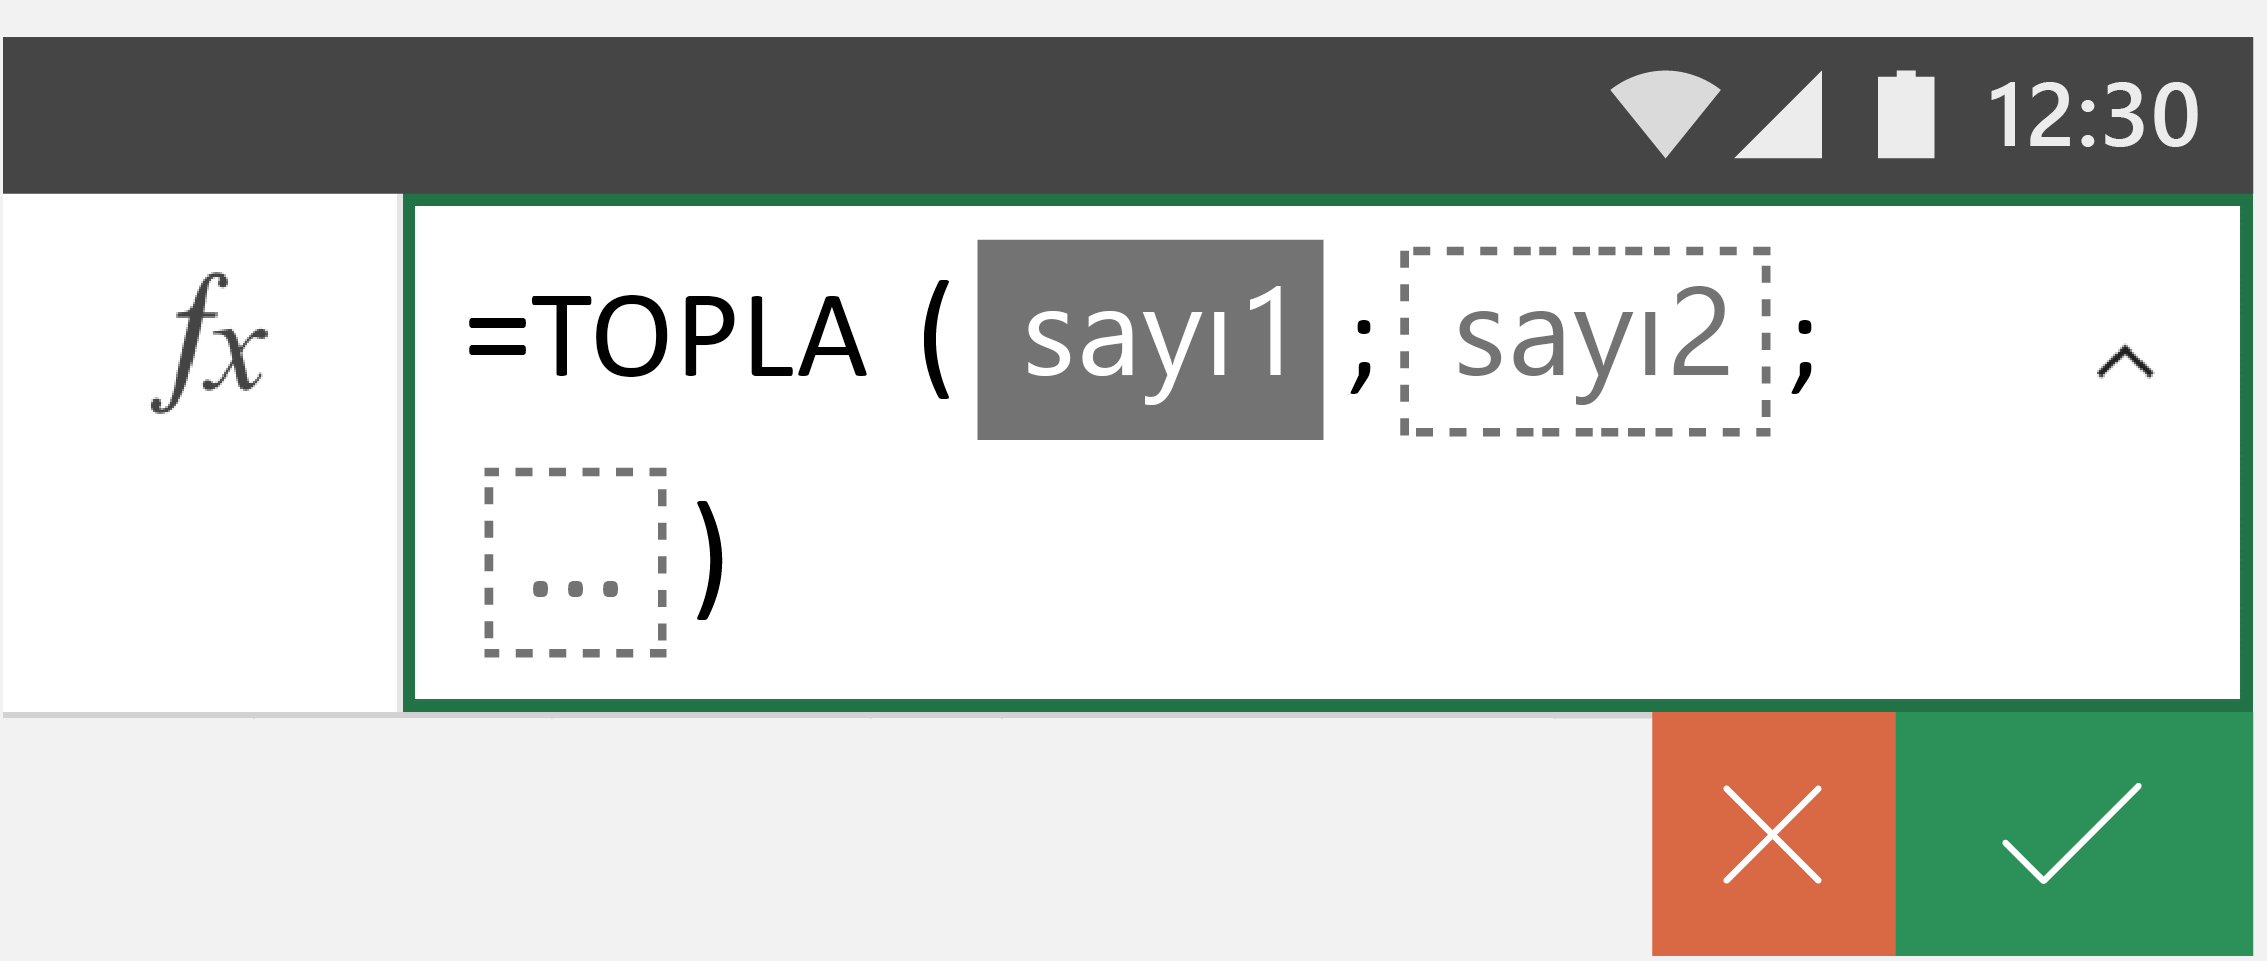 12:30
fx
=TOPLA ( sayı1 ; sayı2 ;
... )